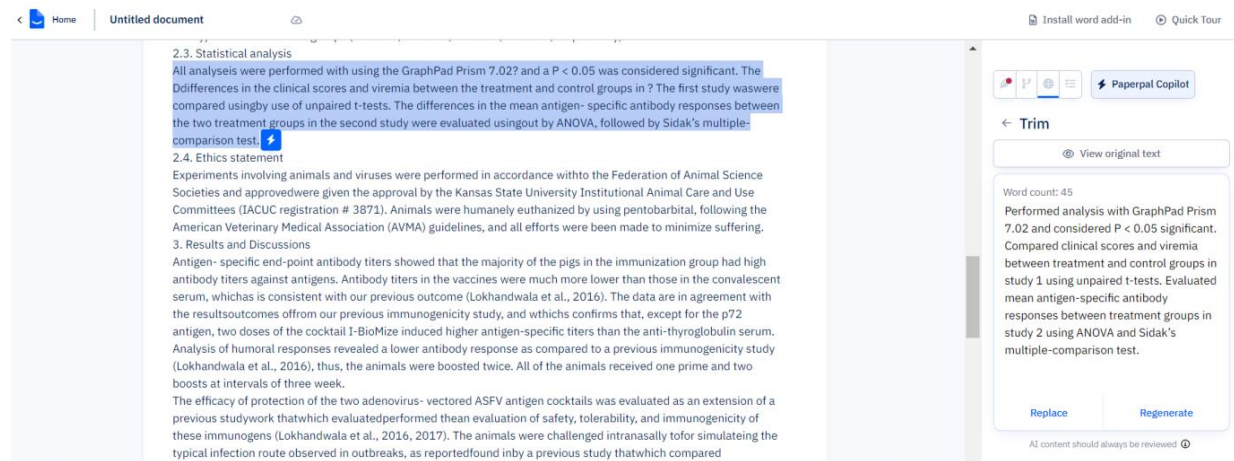 Home
Untitled document
Install word add-in
Quick Tour
2.3. Statistical analysis
All analyseis were performed with using the GraphPad Prism 7.02? and a P < 0.05 was considered significant. The
Ddifferences in the clinical scores and viremia between the treatment and control groups in ? The first study waswere
compared usingby use of unpaired t-tests. The differences in the mean antigen- specific antibody responses between
the two treatment groups in the second study were evaluated usingout by ANOVA, followed by Sidak’s multiple-
comparison test.
2.4. Ethics statement
Experiments involving animals and viruses were performed in accordance withto the Federation of Animal Science
Societies and approvedwere given the approval by the Kansas State University Institutional Animal Care and Use
Committees (IACUC registration # 3871). Animals were humanely euthanized by using pentobarbital, following the
American Veterinary Medical Association (AVMA) guidelines, and all efforts were been made to minimize suffering.
3. Results and Discussions
Antigen- specific end-point antibody titers showed that the majority of the pigs in the immunization group had high
antibody titers against antigens. Antibody titers in the vaccines were much more lower than those in the convalescent
serum, whichas is consistent with our previous outcome (Lokhandwala et al., 2016). The data are in agreement with
the resultsoutcomes offrom our previous immunogenicity study, and wthichs confirms that, except for the p72
antigen, two doses of the cocktail I-BioMize induced higher antigen-specific titers than the anti-thyroglobulin serum.
Analysis of humoral responses revealed a lower antibody response as compared to a previous immunogenicity study
(Lokhandwala et al., 2016), thus, the animals were boosted twice. All of the animals received one prime and two
boosts at intervals of three week.
The efficacy of protection of the two adenovirus- vectored ASFV antigen cocktails was evaluated as an extension of a
previous studywork thatwhich evaluatedperformed thean evaluation of safety, tolerability, and immunogenicity of
these immunogens (Lokhandwala et al., 2016, 2017). The animals were challenged intranasally tofor simulateing the
typical infection route observed in outbreaks, as reportedfound inby a previous study thatwhich compared
Paperpal Copilot
Trim
View original text
Word count: 45
Performed analysis with GraphPad Prism
7.02 and considered P < 0.05 significant.
Compared clinical scores and viremia
between treatment and control groups in
study 1 using unpaired t-tests. Evaluated
mean antigen-specific antibody
responses between treatment groups in
study 2 using ANOVA and Sidak’s
multiple-comparison test.
Replace
Regenerate
AI content should always be reviewed